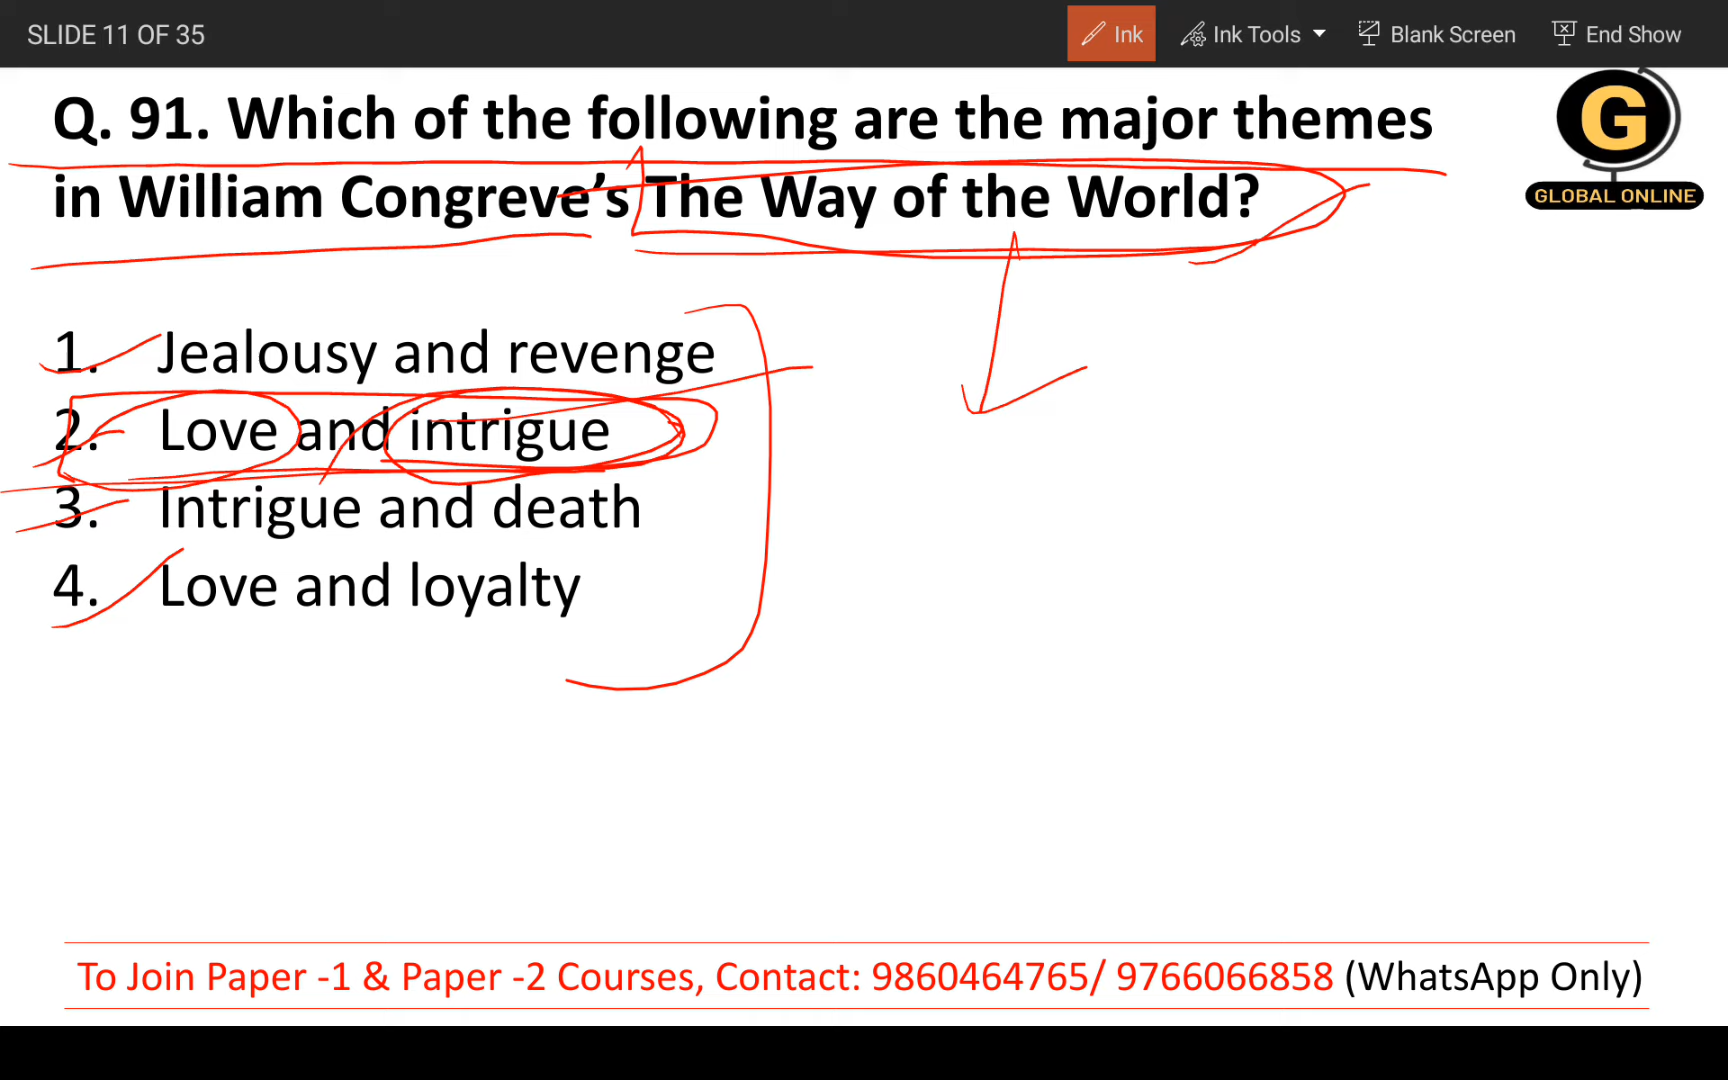 SLIDE 11 OF 35 Ink Ink Tools Blank Screen End Show
Q. 91. Which of the following are the major themes
in William Congreve’s The Way of the World?
G
GLOBAL ONLINE
1. Jealousy and revenge
2. Love and intrigue
3. Intrigue and death
4. Love and loyalty
To Join Paper -1 & Paper -2 Courses, Contact: 9860464765/ 9766066858 (WhatsApp Only)